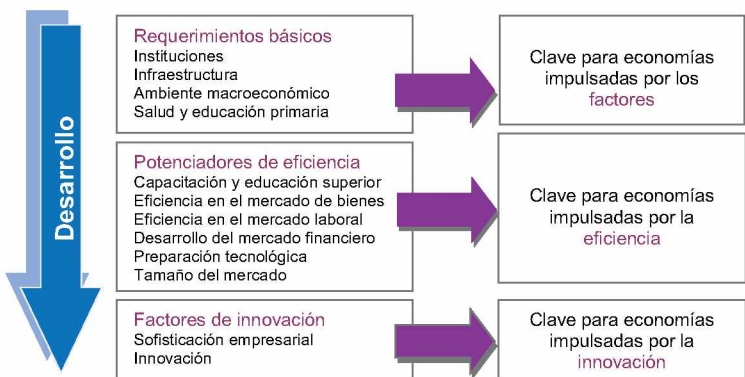 Desarrollo
Requerimientos básicos
Instituciones
Infraestructura
Ambiente macroeconómico
Salud y educación primaria
Clave para economías
impulsadas por los
factores
Potenciadores de eficiencia
Capacitación y educación superior
Eficiencia en el mercado de bienes
Eficiencia en el mercado laboral
Desarrollo del mercado financiero
Preparación tecnológica
Tamaño del mercado
Clave para economías
impulsadas por la
eficiencia
Factores de innovación
Sofisticación empresarial
Innovación
Clave para economías
impulsadas por la
innovación